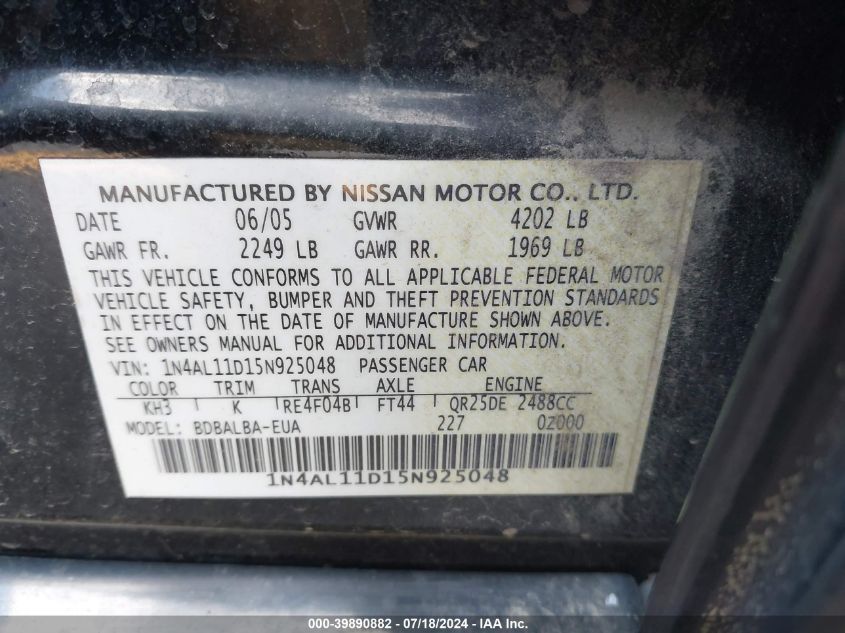 MANUFACTURED BY NISSAN MOTOR CO., LTD.
DATE 06/05 GVWR 4202 LB
GAWR FR. 2249 LB GAWR RR. 1969 LB
THIS VEHICLE CONFORMS TO ALL APPLICABLE FEDERAL MOTOR
VEHICLE SAFETY, BUMPER AND THEFT PREVENTION STANDARDS
IN EFFECT ON THE DATE OF MANUFACTURE SHOWN ABOVE.
SEE OWNERS MANUAL FOR ADDITIONAL INFORMATION.
VIN: 1N4AL11D15N925048 PASSENGER CAR
COLOR TRIM TRANS AXLE ENGINE
KH3 K RE4F04B FT44 QR25DE 2488CC
MODEL: BDBALBA-EUA 227 0Z000
1N4AL11D15N925048
000-39890882 - 07/18/2024 - IAA Inc.